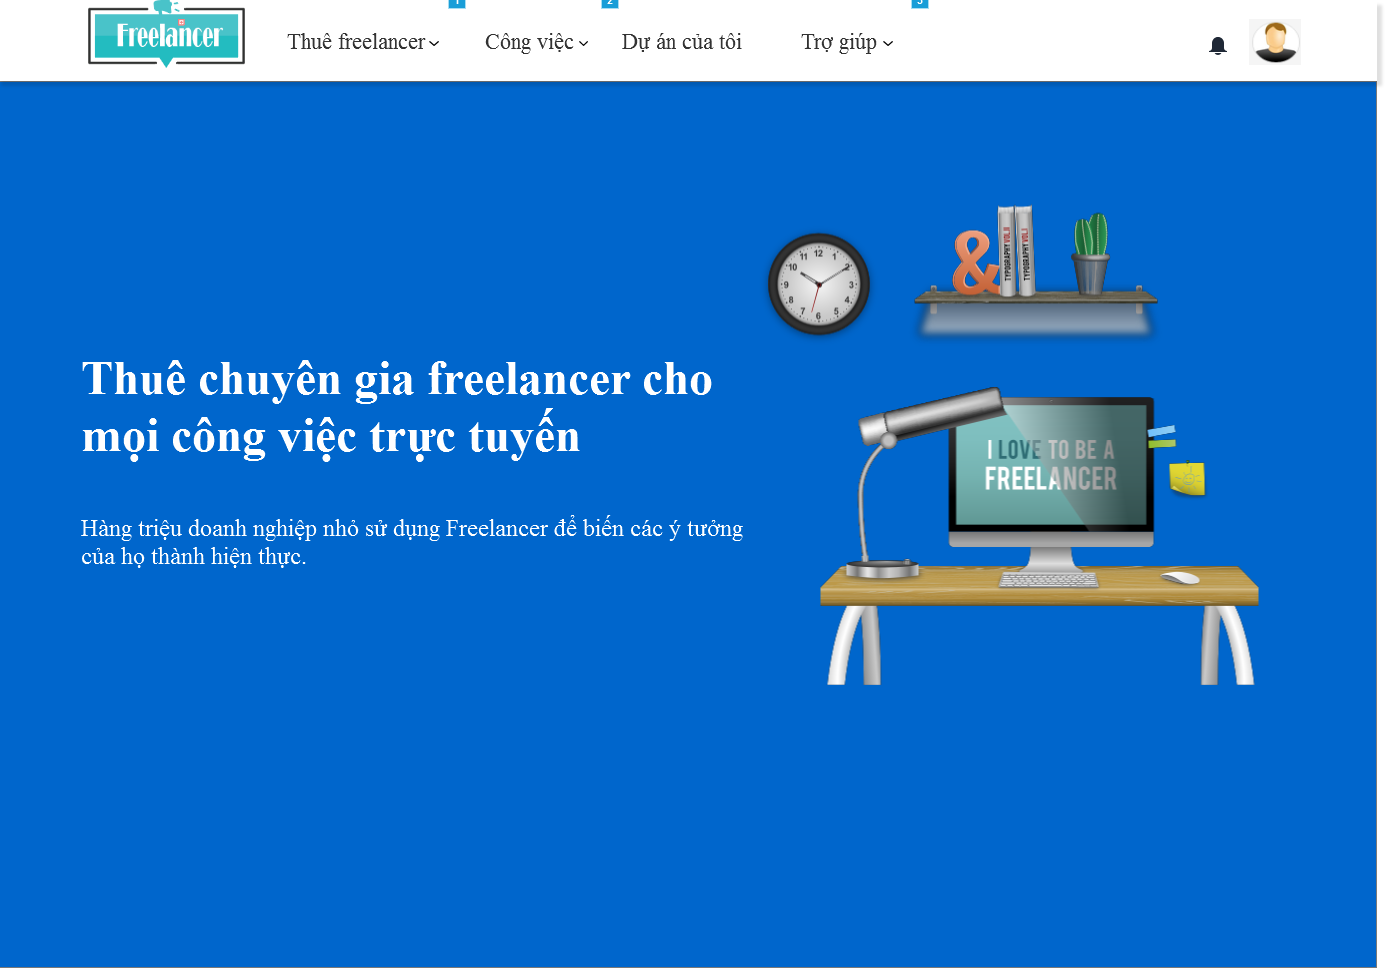 1 2 3
Freelancer
Thuê freelancer Công việc Dự án của tôi Trợ giúp
12
11 1
10 2
9 3
8 4
7 5
6
&
TYPOGRAPHY VOL.II
TYPOGRAPHY VOL.I
Thuê chuyên gia freelancer cho
mọi công việc trực tuyến
I LOVE TO BE A
FREELANCER
Hàng triệu doanh nghiệp nhỏ sử dụng Freelancer để biến các ý tưởng
của họ thành hiện thực.